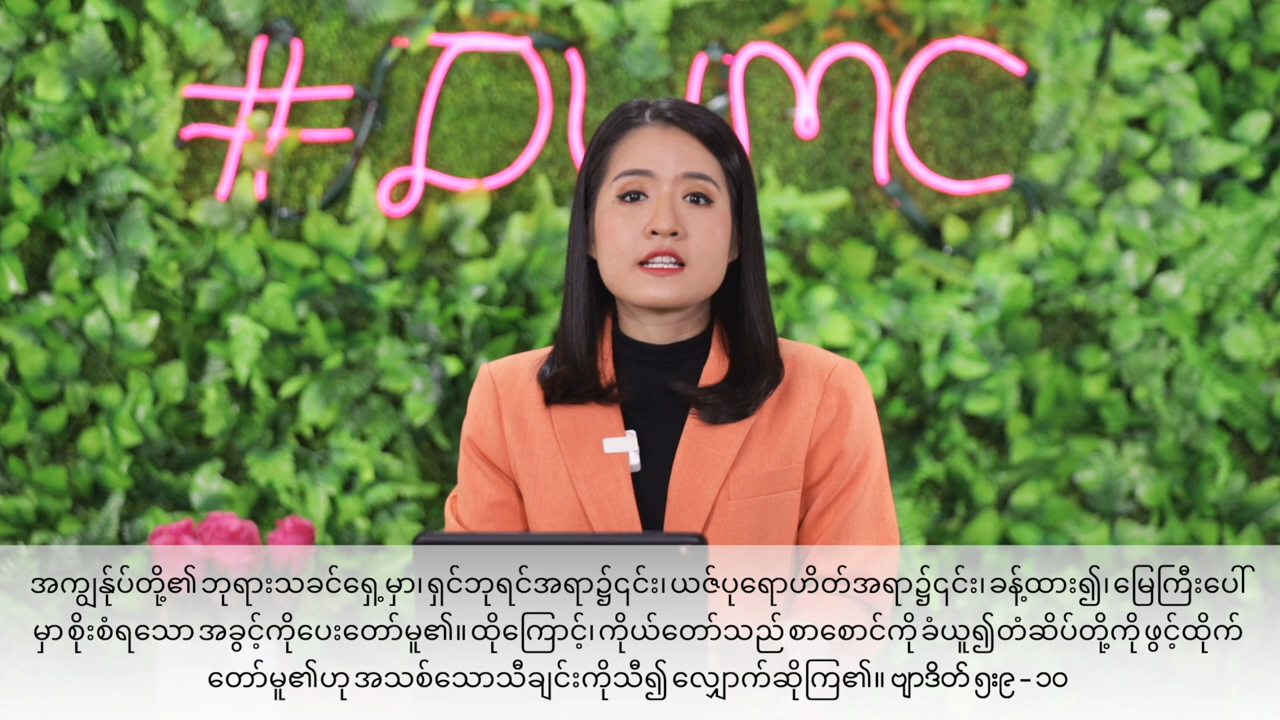 #DUMC
အကျွန်ုပ်တို့၏ ဘုရားသခင်ရှေ့မှာ၊ ရှင်ဘုရင်အရာ၌၎င်း၊ ယဇ်ပုရောဟိတ်အရာ၌၎င်း၊ ခန့်ထား၍၊ မြေကြီးပေါ်
မှာ စိုးစံရသော အခွင့်ကိုပေးတော်မူ၏။ ထိုကြောင့်၊ ကိုယ်တော်သည် စာစောင်ကို ခံယူ၍ တံဆိပ်တို့ကို ဖွင့်ထိုက်
တော်မူ၏ဟု အသစ်သောသီချင်းကိုသီ၍ လျှောက်ဆိုကြ၏။ ဗျာဒိတ် ၅း၉ – ၁၀